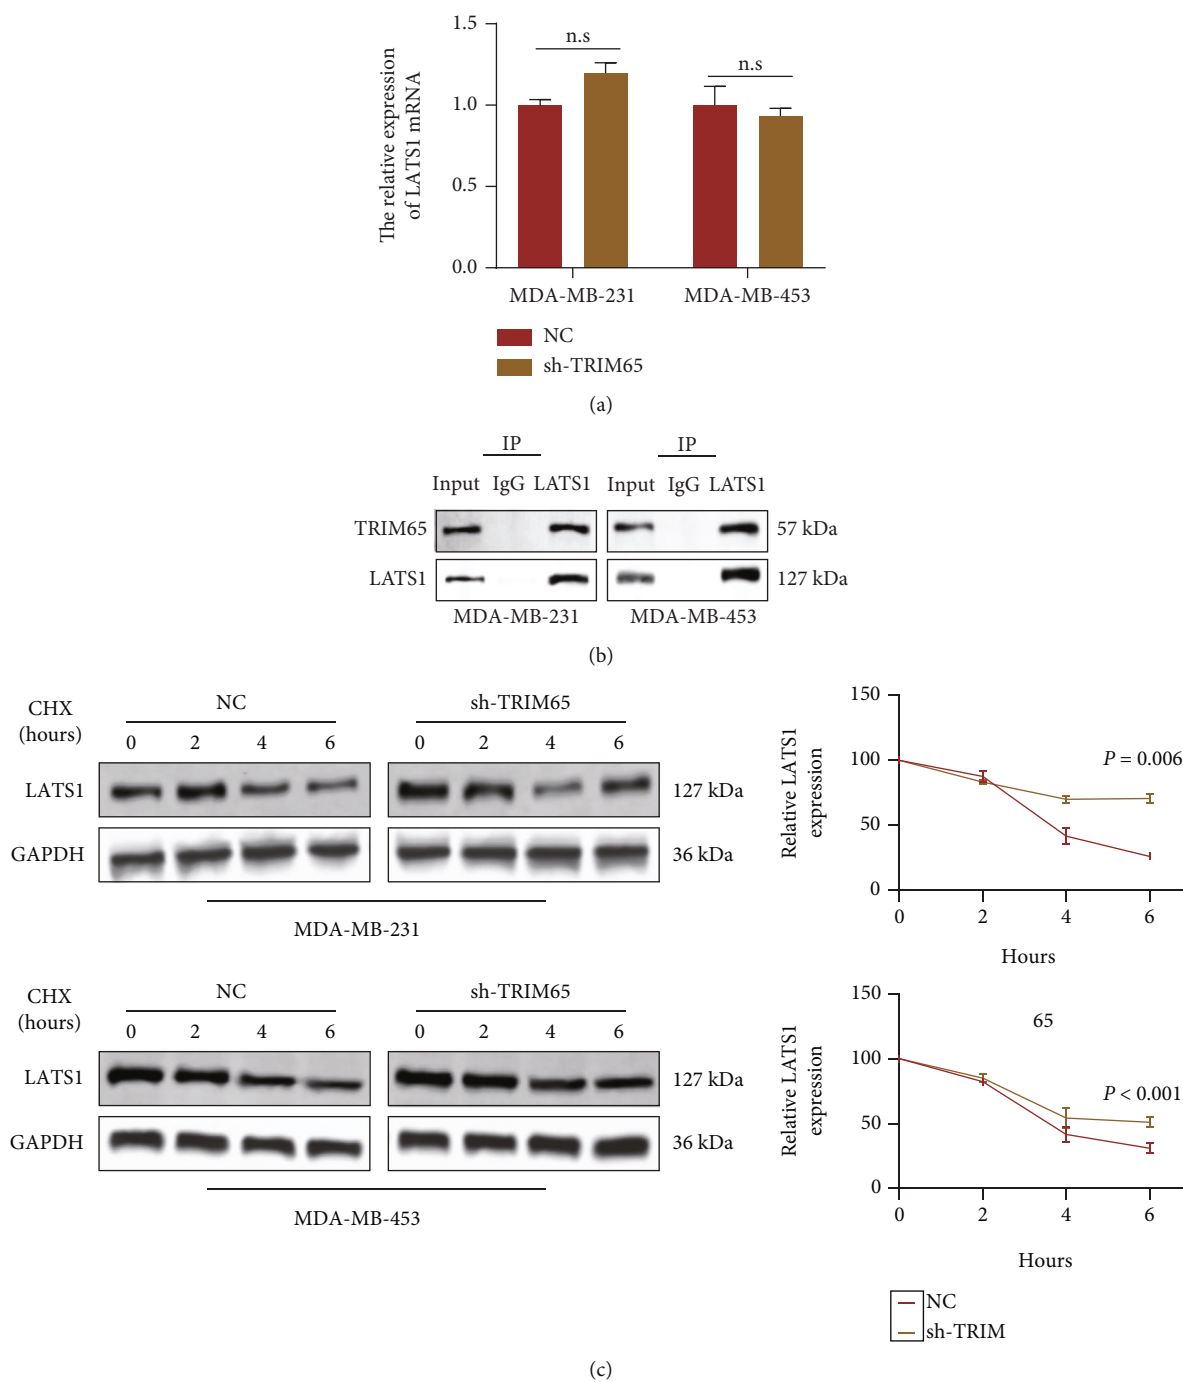 The relative expression
of LATS1 mRNA
1.5
1.0
0.5
0.0
n.s
n.s
MDA-MB-231
MDA-MB-453
NC
sh-TRIM65
(a)
IP
IP
Input IgG LATS1
Input IgG LATS1
TRIM65
57 kDa
LATS1
127 kDa
MDA-MB-231
MDA-MB-453
(b)
CHX
(hours)
NC
sh-TRIM65
0 2 4 6
0 2 4 6
LATS1
127 kDa
GAPDH
36 kDa
MDA-MB-231
Relative LATS1
expression
150
100
50
0
P = 0.006
0 2 4 6
Hours
CHX
(hours)
NC
sh-TRIM65
0 2 4 6
0 2 4 6
LATS1
127 kDa
GAPDH
36 kDa
MDA-MB-453
Relative LATS1
expression
150
100
50
0
65
P < 0.001
0 2 4 6
Hours
NC
sh-TRIM
(c)